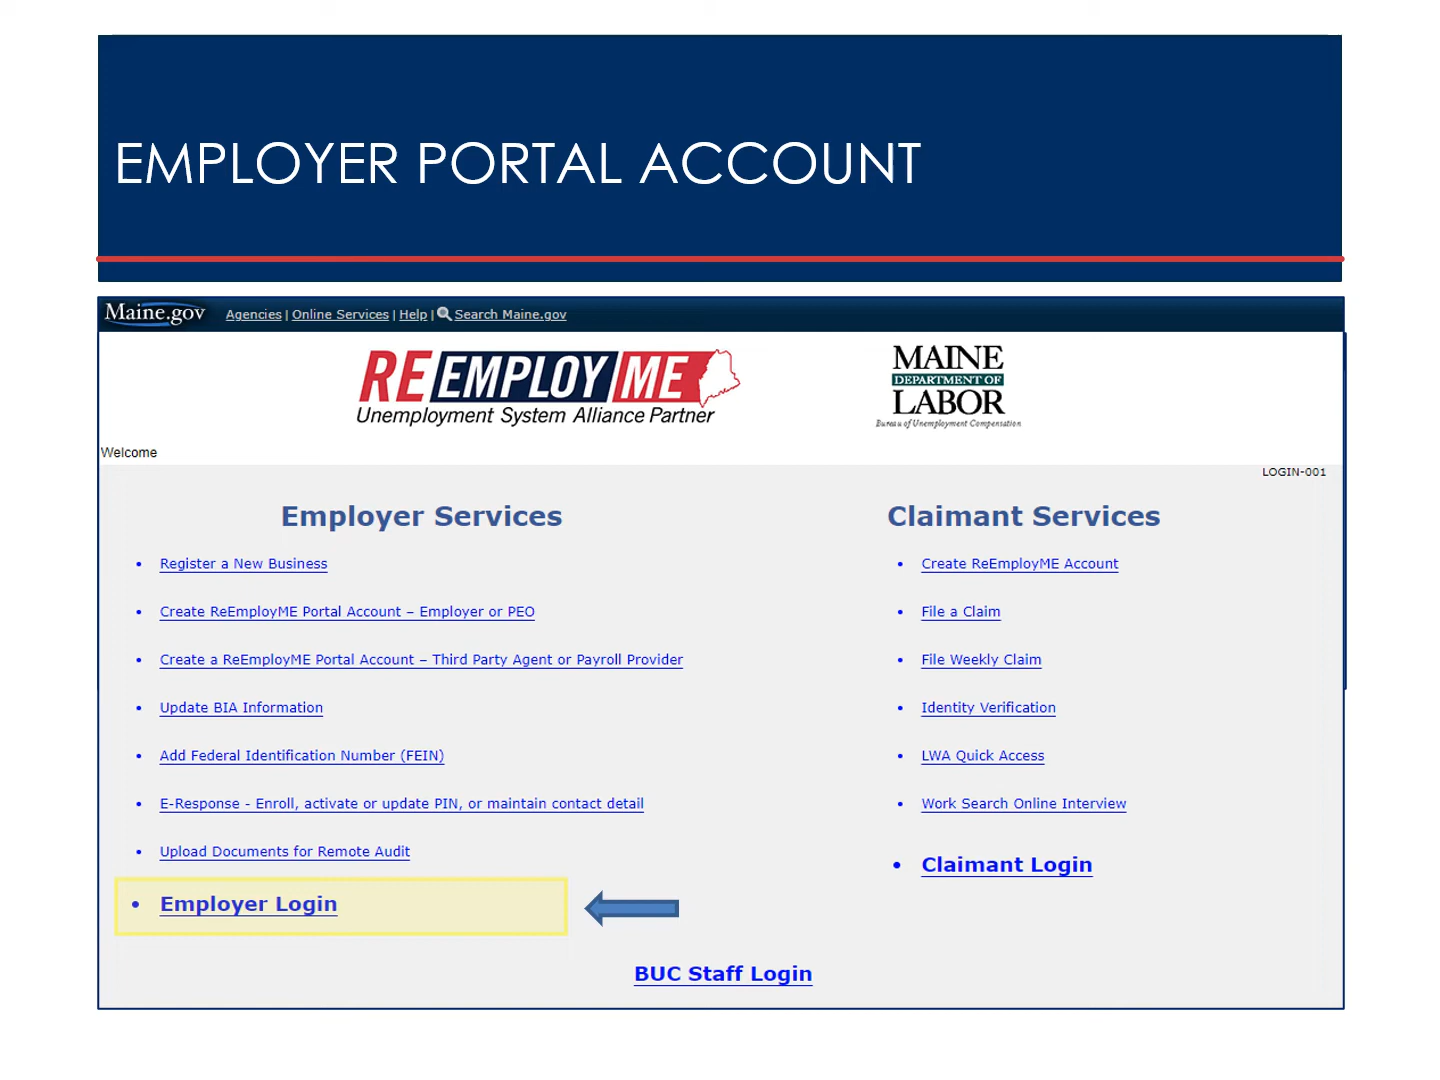 EMPLOYER PORTAL ACCOUNT
Maine.gov Agencies | Online Services | Help | Search Maine.gov
REEMPLOYME
Unemployment System Alliance Partner
MAINE
DEPARTMENT OF
LABOR
Bureau of Unemployment Compensation
Welcome
LOGIN-001
Employer Services
• Register a New Business
• Create ReEmployME Portal Account – Employer or PEO
• Create a ReEmployME Portal Account – Third Party Agent or Payroll Provider
• Update BIA Information
• Add Federal Identification Number (FEIN)
• E-Response - Enroll, activate or update PIN, or maintain contact detail
• Upload Documents for Remote Audit
• Employer Login
Claimant Services
• Create ReEmployME Account
• File a Claim
• File Weekly Claim
• Identity Verification
• LWA Quick Access
• Work Search Online Interview
• Claimant Login
BUC Staff Login